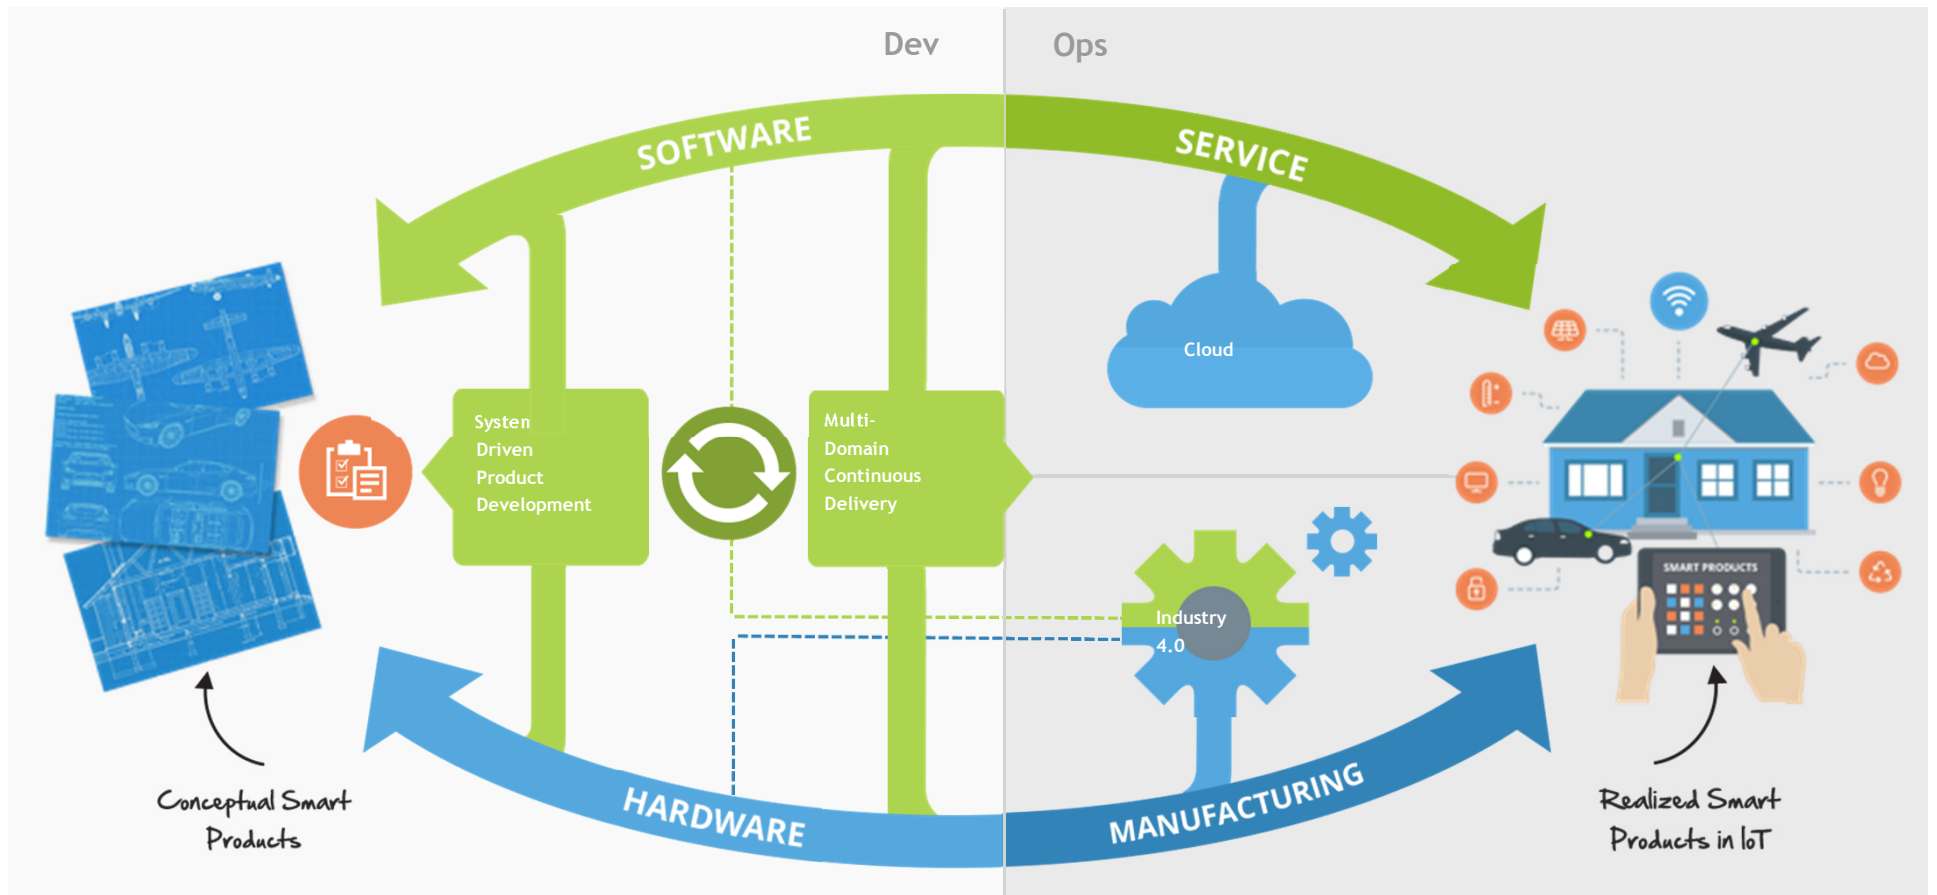 Dev
Ops
SOFTWARE
SERVICE
Cloud
System
Driven
Product
Development
Multi-
Domain
Continuous
Delivery
Industry
4.0
SMART PRODUCTS
HARDWARE
MANUFACTURING
Conceptual Smart
Products
Realized Smart
Products in IoT